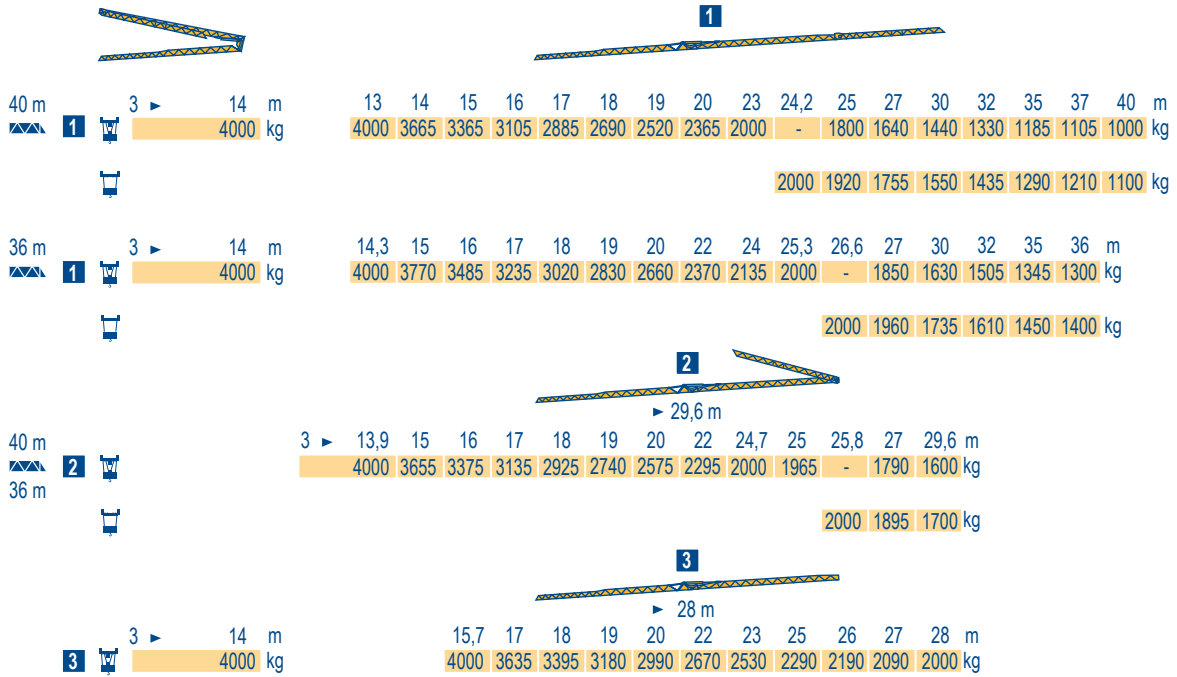 1
40 m 3 ► 14 m 13 14 15 16 17 18 19 20 23 24,2 25 27 30 32 35 37 40 m
1 4000 kg 4000 3665 3365 3105 2885 2690 2520 2365 2000 - 1800 1640 1440 1330 1185 1105 1000 kg
2000 1920 1755 1550 1435 1290 1210 1100 kg
36 m 3 ► 14 m 14,3 15 16 17 18 19 20 22 24 25,3 26,6 27 30 32 35 36 m
1 4000 kg 4000 3770 3485 3235 3020 2830 2660 2370 2135 2000 - 1850 1630 1505 1345 1300 kg
2000 1960 1735 1610 1450 1400 kg
2
► 29,6 m
40 m 3 ► 13,9 15 16 17 18 19 20 22 24,7 25 25,8 27 29,6 m
2 4000 3655 3375 3135 2925 2740 2575 2295 2000 1965 - 1790 1600 kg
36 m
2000 1895 1700 kg
3
► 28 m
3 ► 14 m 15,7 17 18 19 20 22 23 25 26 27 28 m
3 4000 kg 4000 3635 3395 3180 2990 2670 2530 2290 2190 2090 2000 kg